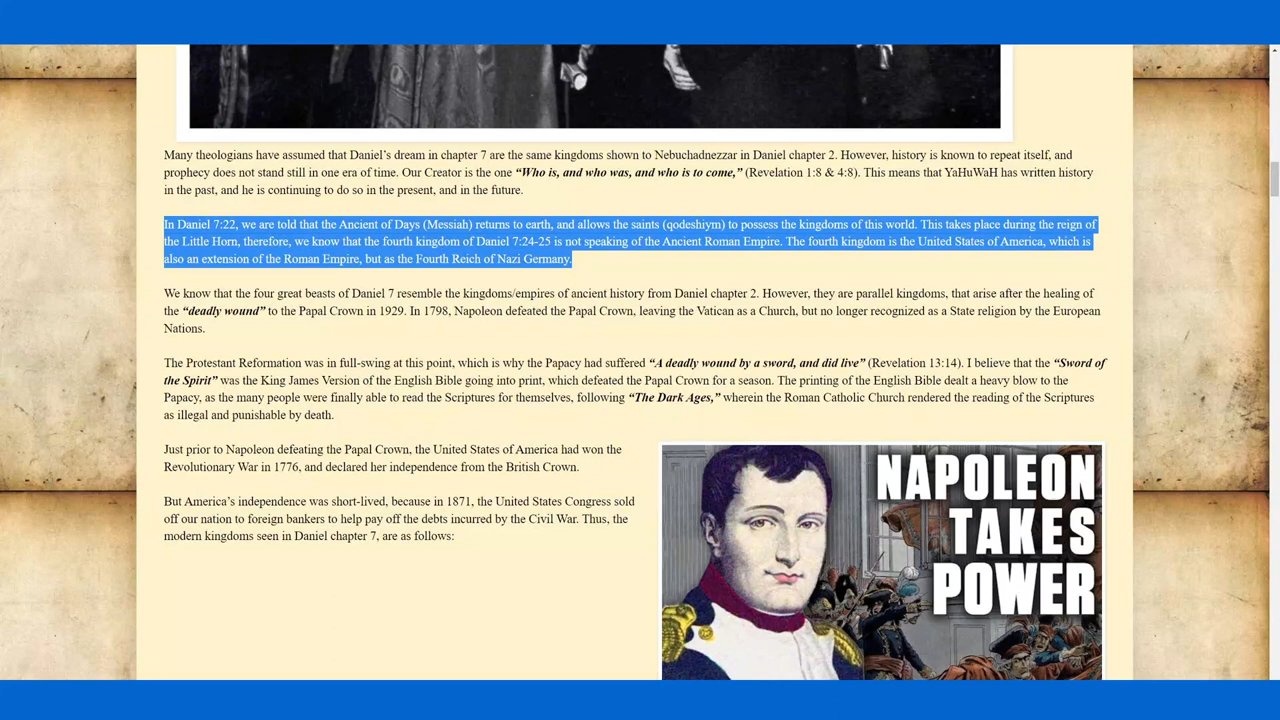 Many theologians have assumed that Daniel’s dream in chapter 7 are the same kingdoms shown to Nebuchadnezzar in Daniel chapter 2. However, history is known to repeat itself, and
prophecy does not stand still in one era of time. Our Creator is the one “Who is, and who was, and who is to come,” (Revelation 1:8 & 4:8). This means that YaHuWaH has written history
in the past, and he is continuing to do so in the present, and in the future.
In Daniel 7:22, we are told that the Ancient of Days (Messiah) returns to earth, and allows the saints (qodeshiym) to possess the kingdoms of this world. This takes place during the reign of
the Little Horn, therefore, we know that the fourth kingdom of Daniel 7:24-25 is not speaking of the Ancient Roman Empire. The fourth kingdom is the United States of America, which is
also an extension of the Roman Empire, but as the Fourth Reich of Nazi Germany.
We know that the four great beasts of Daniel 7 resemble the kingdoms/empires of ancient history from Daniel chapter 2. However, they are parallel kingdoms, that arise after the healing of
the “deadly wound” to the Papal Crown in 1929. In 1798, Napoleon defeated the Papal Crown, leaving the Vatican as a Church, but no longer recognized as a State religion by the European
Nations.
The Protestant Reformation was in full-swing at this point, which is why the Papacy had suffered “A deadly wound by a sword, and did live” (Revelation 13:14). I believe that the “Sword of
the Spirit” was the King James Version of the English Bible going into print, which defeated the Papal Crown for a season. The printing of the English Bible dealt a heavy blow to the
Papacy, as the many people were finally able to read the Scriptures for themselves, following “The Dark Ages,” wherein the Roman Catholic Church rendered the reading of the Scriptures
as illegal and punishable by death.
Just prior to Napoleon defeating the Papal Crown, the United States of America had won the
Revolutionary War in 1776, and declared her independence from the British Crown.
But America’s independence was short-lived, because in 1871, the United States Congress sold
off our nation to foreign bankers to help pay off the debts incurred by the Civil War. Thus, the
modern kingdoms seen in Daniel chapter 7, are as follows:
NAPOLEON
TAKES
POWER